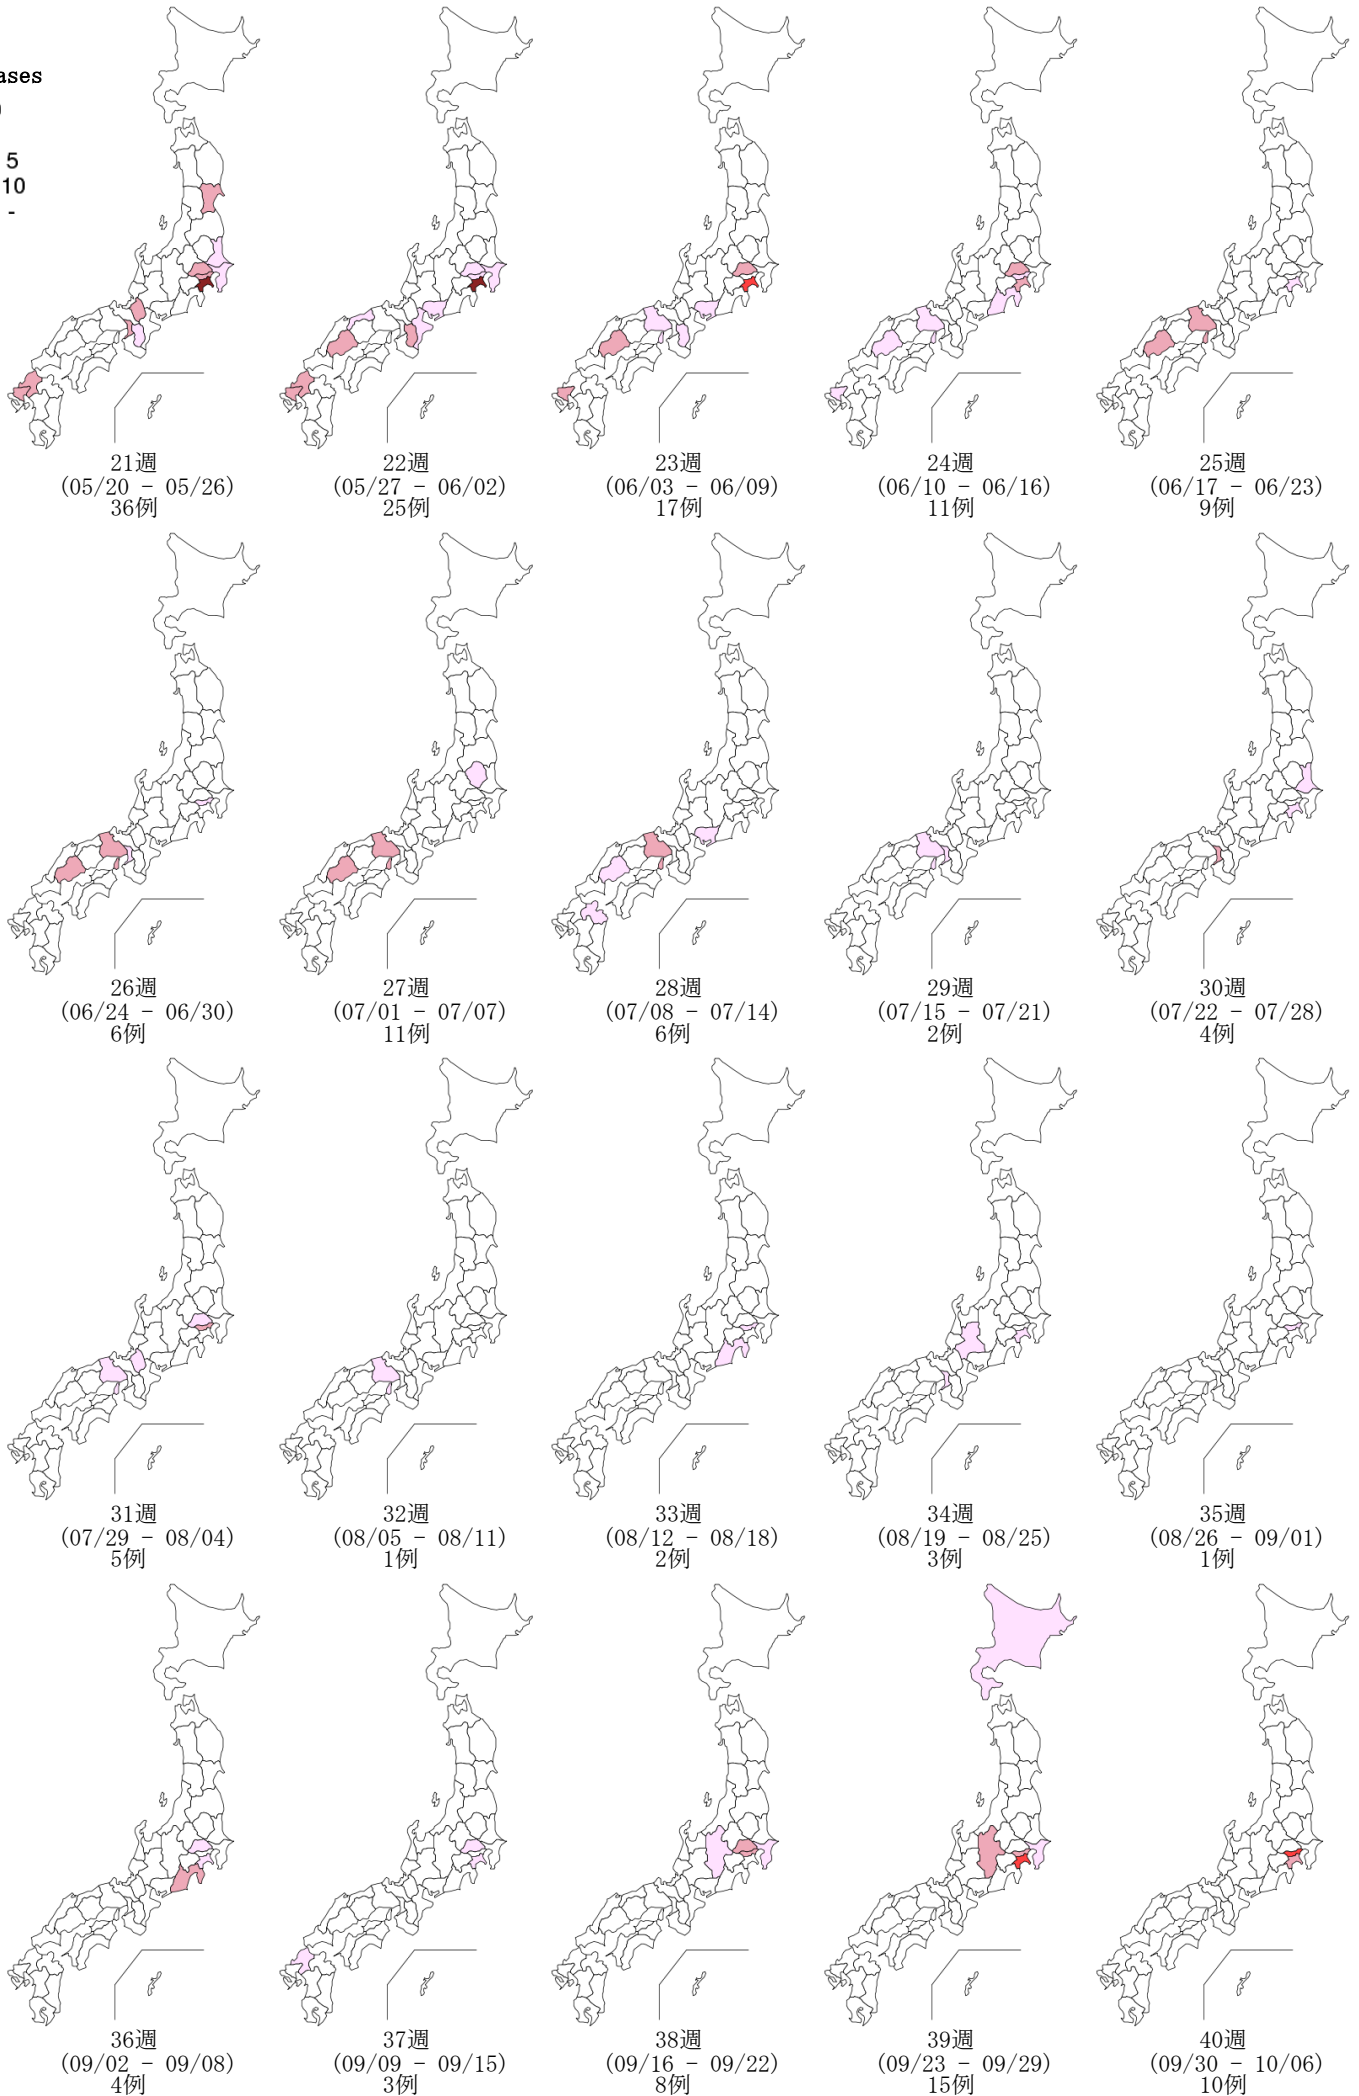 ases
5
10
-
21週
(05/20 - 05/26)
36例
22週
(05/27 - 06/02)
25例
23週
(06/03 - 06/09)
17例
24週
(06/10 - 06/16)
11例
25週
(06/17 - 06/23)
9例
26週
(06/24 - 06/30)
6例
27週
(07/01 - 07/07)
11例
28週
(07/08 - 07/14)
6例
29週
(07/15 - 07/21)
2例
30週
(07/22 - 07/28)
4例
31週
(07/29 - 08/04)
5例
32週
(08/05 - 08/11)
1例
33週
(08/12 - 08/18)
2例
34週
(08/19 - 08/25)
3例
35週
(08/26 - 09/01)
1例
36週
(09/02 - 09/08)
4例
37週
(09/09 - 09/15)
3例
38週
(09/16 - 09/22)
8例
39週
(09/23 - 09/29)
15例
40週
(09/30 - 10/06)
10例